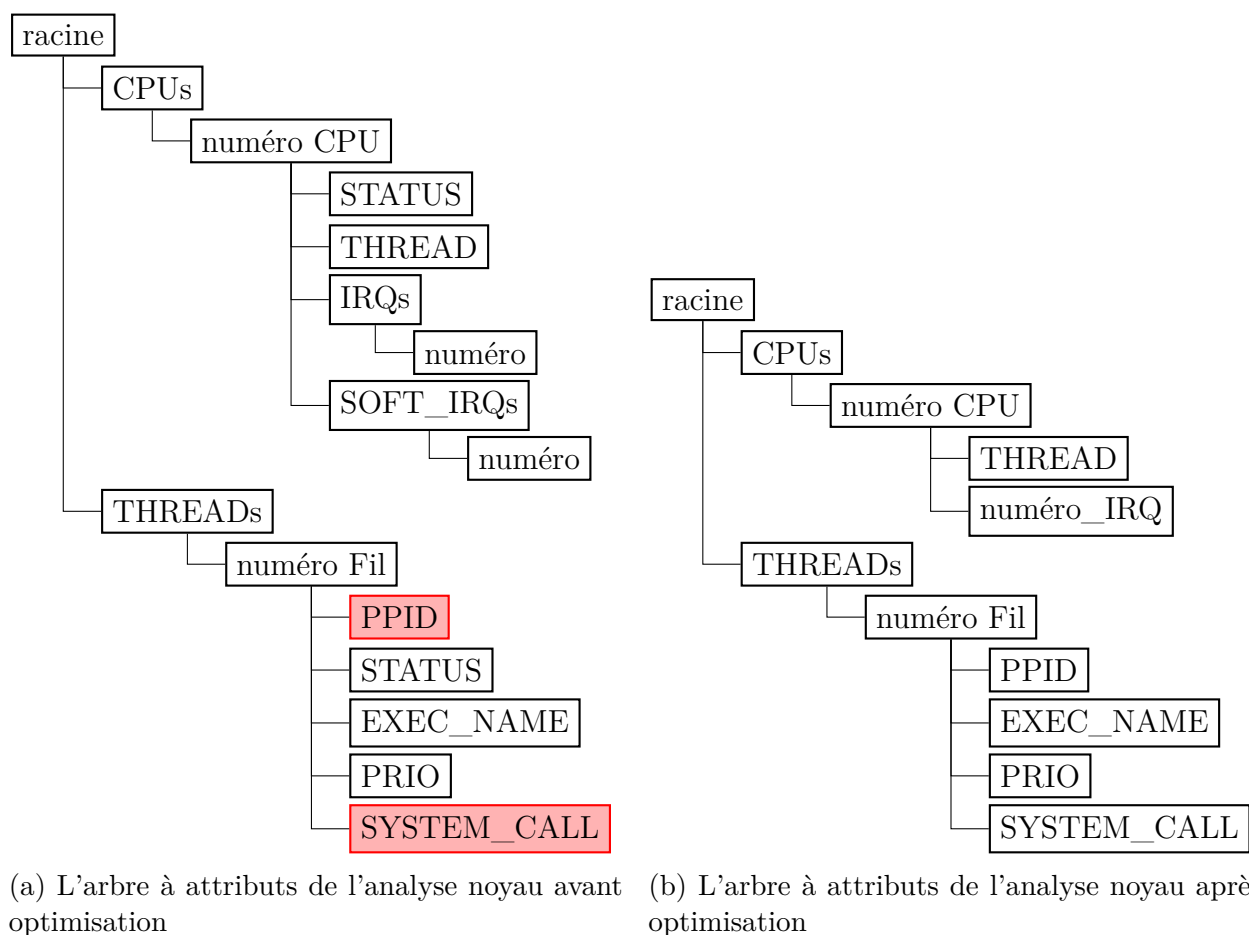 racine
CPUs
numéro CPU
STATUS
THREAD
IRQs
numéro
SOFT_IRQs
numéro
THREADs
numéro Fil
PPID
STATUS
EXEC_NAME
PRIO
SYSTEM_CALL
(a) L'arbre à attributs de l'analyse noyau avant
optimisation
racine
CPUs
numéro CPU
THREAD
numéro_IRQ
THREADs
numéro Fil
PPID
EXEC_NAME
PRIO
SYSTEM_CALL
(b) L'arbre à attributs de l'analyse noyau aprè
optimisation